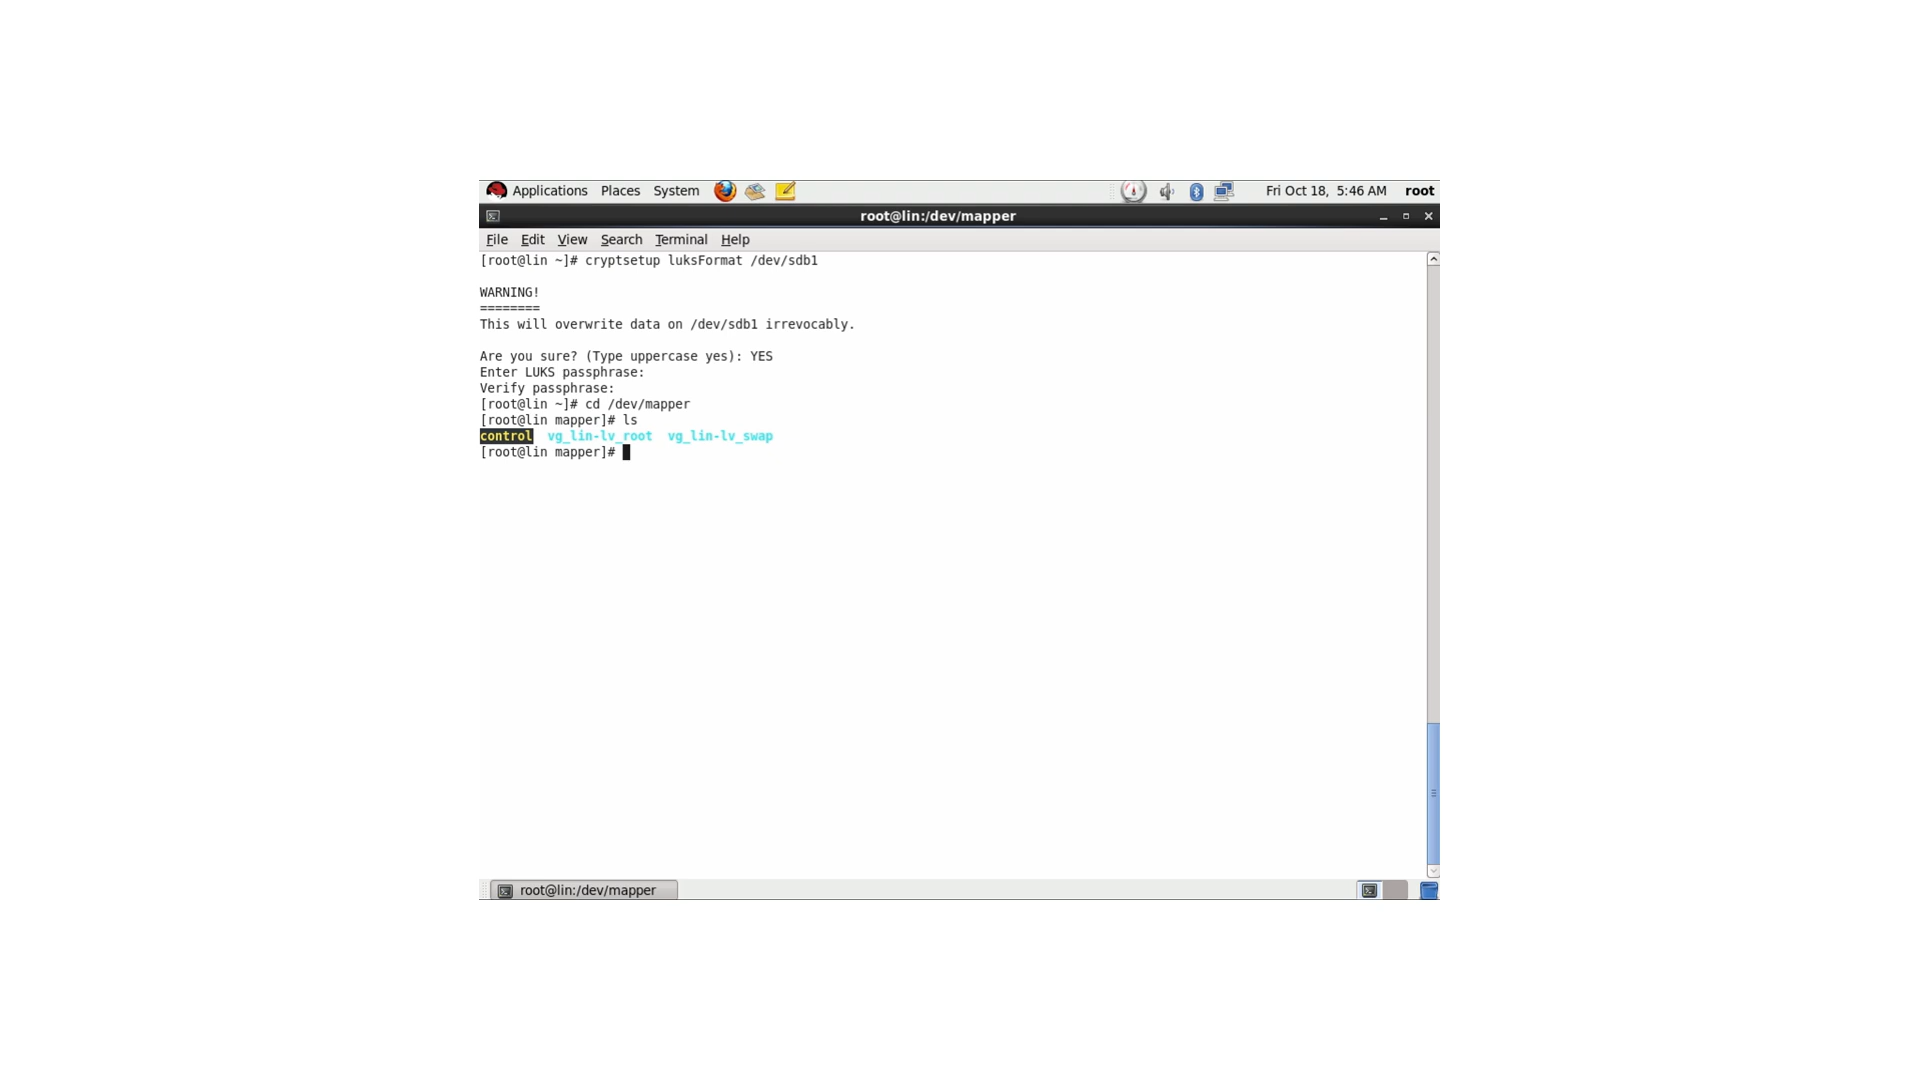 Applications Places System Fri Oct 18, 5:46 AM root
root@lin:/dev/mapper
File Edit View Search Terminal Help
[root@lin ~]# cryptsetup luksFormat /dev/sdb1
WARNING!
========
This will overwrite data on /dev/sdb1 irrevocably.
Are you sure? (Type uppercase yes): YES
Enter LUKS passphrase:
Verify passphrase:
[root@lin ~]# cd /dev/mapper
[root@lin mapper]# ls
control vg_lin-lv_root vg_lin-lv_swap
[root@lin mapper]#
root@lin:/dev/mapper